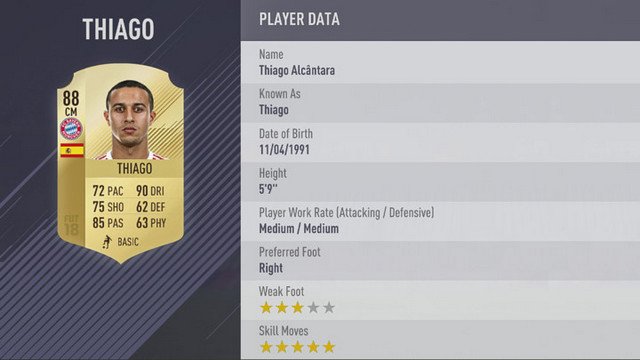 THIAGO
88
CM
THIAGO
72 PAC 90 DRI
75 SHO 62 DEF
85 PAS 63 PHY
FUT
18
BASIC
PLAYER DATA
Name
Thiago Alcântara
Known As
Thiago
Date of Birth
11/04/1991
Height
5'9"
Player Work Rate (Attacking / Defensive)
Medium / Medium
Preferred Foot
Right
Weak Foot
Skill Moves